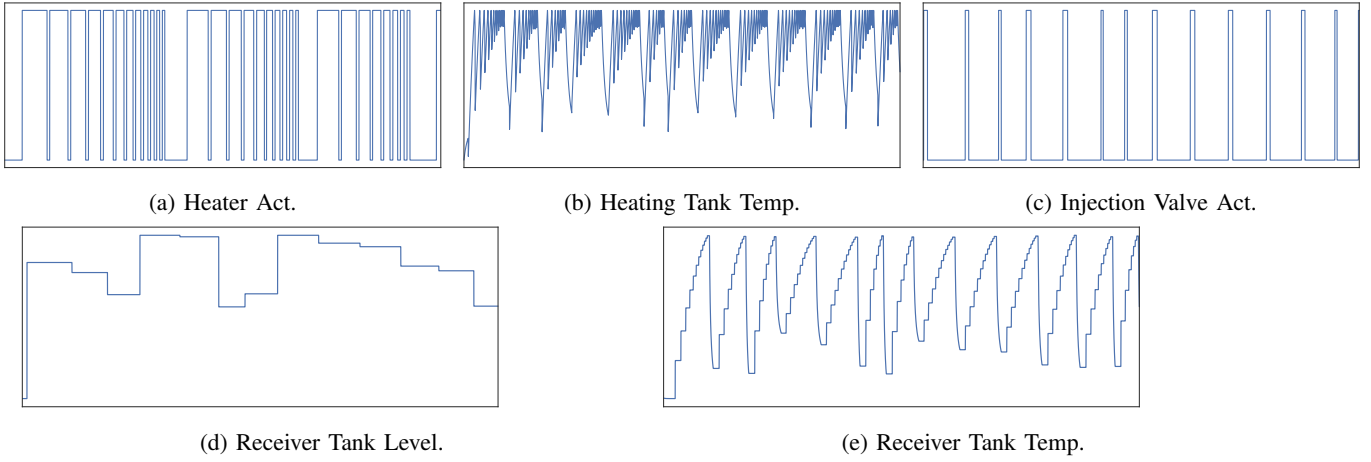 (a) Heater Act.
(b) Heating Tank Temp.
(c) Injection Valve Act.
(d) Receiver Tank Level.
(e) Receiver Tank Temp.